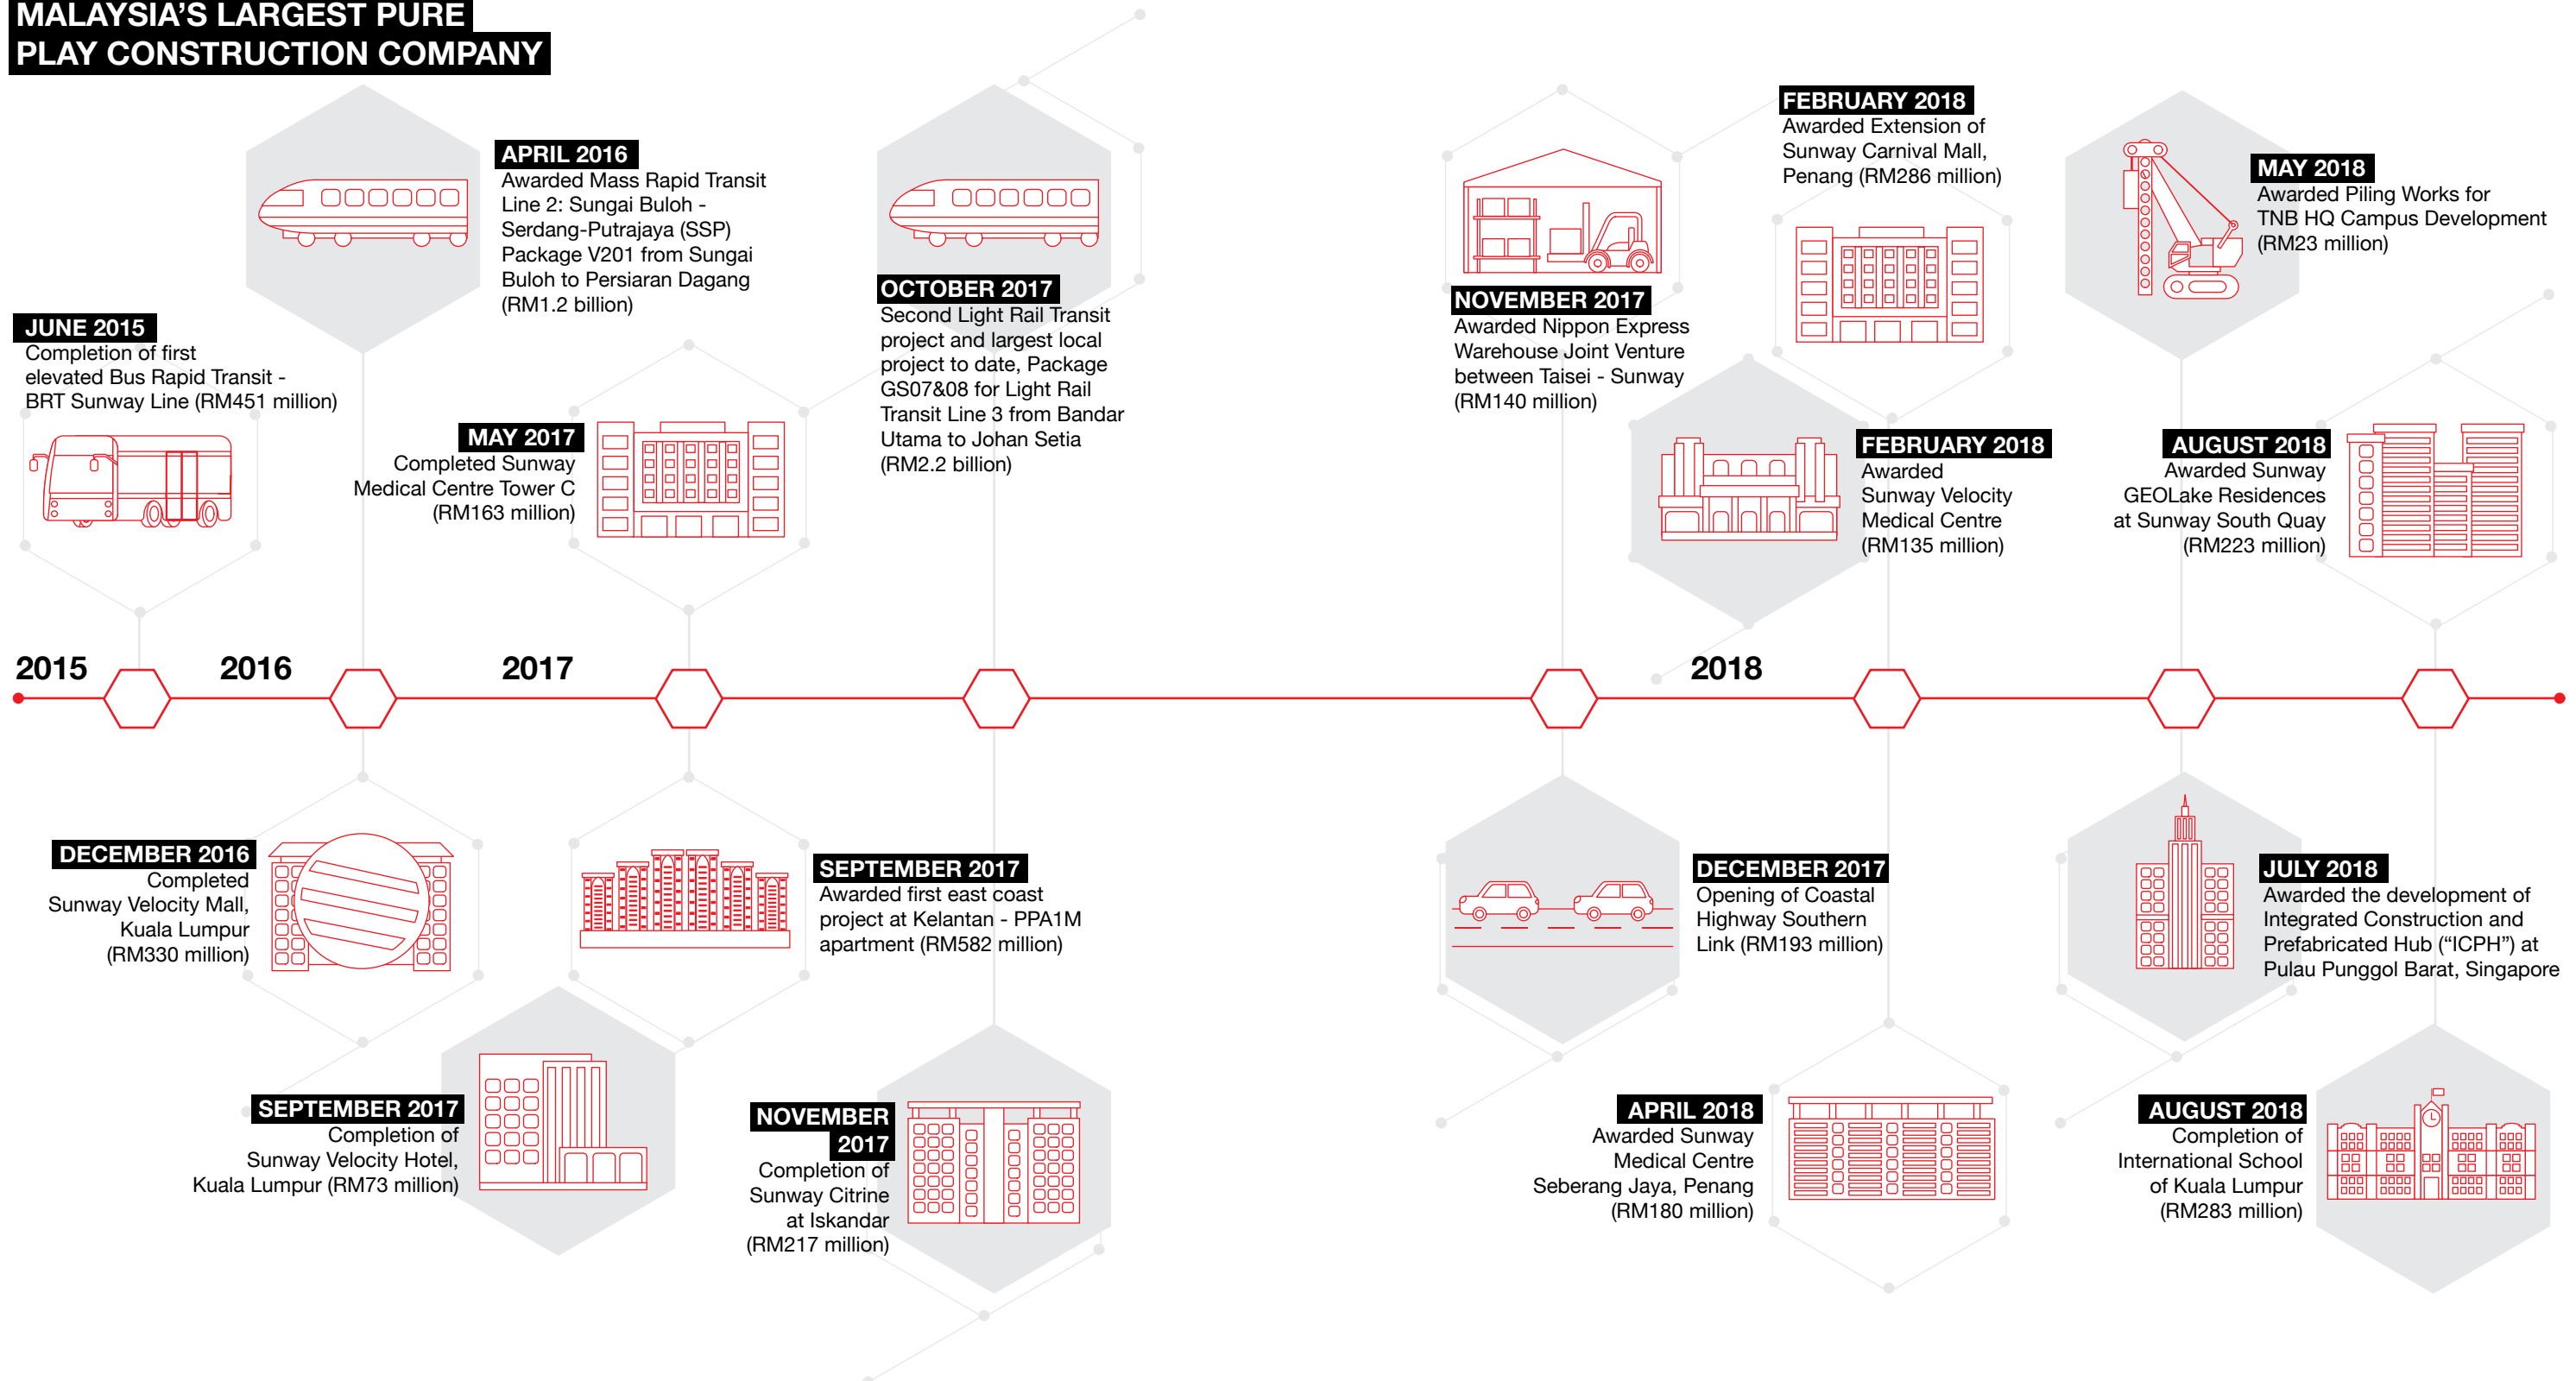 MALAYSIA'S LARGEST PURE
PLAY CONSTRUCTION COMPANY
JUNE 2015
Completion of first
elevated Bus Rapid Transit -
BRT Sunway Line (RM451 million)
APRIL 2016
Awarded Mass Rapid Transit
Line 2: Sungai Buloh -
Serdang-Putrajaya (SSP)
Package V201 from Sungai
Buloh to Persiaran Dagang
(RM1.2 billion)
MAY 2017
Completed Sunway
Medical Centre Tower C
(RM163 million)
OCTOBER 2017
Second Light Rail Transit
project and largest local
project to date, Package
GS07&08 for Light Rail
Transit Line 3 from Bandar
Utama to Johan Setia
(RM2.2 billion)
NOVEMBER 2017
Awarded Nippon Express
Warehouse Joint Venture
between Taisei - Sunway
(RM140 million)
FEBRUARY 2018
Awarded Extension of
Sunway Carnival Mall,
Penang (RM286 million)
FEBRUARY 2018
Awarded
Sunway Velocity
Medical Centre
(RM135 million)
MAY 2018
Awarded Piling Works for
TNB HQ Campus Development
(RM23 million)
AUGUST 2018
Awarded Sunway
GEOLake Residences
at Sunway South Quay
(RM223 million)
2015
2016
2017
2018
DECEMBER 2016
Completed
Sunway Velocity Mall,
Kuala Lumpur
(RM330 million)
SEPTEMBER 2017
Completion of
Sunway Velocity Hotel,
Kuala Lumpur (RM73 million)
SEPTEMBER 2017
Awarded first east coast
project at Kelantan - PPA1M
apartment (RM582 million)
NOVEMBER
2017
Completion of
Sunway Citrine
at Iskandar
(RM217 million)
DECEMBER 2017
Opening of Coastal
Highway Southern
Link (RM193 million)
APRIL 2018
Awarded Sunway
Medical Centre
Seberang Jaya, Penang
(RM180 million)
JULY 2018
Awarded the development of
Integrated Construction and
Prefabricated Hub (“ICPH”) at
Pulau Punggol Barat, Singapore
AUGUST 2018
Completion of
International School
of Kuala Lumpur
(RM283 million)